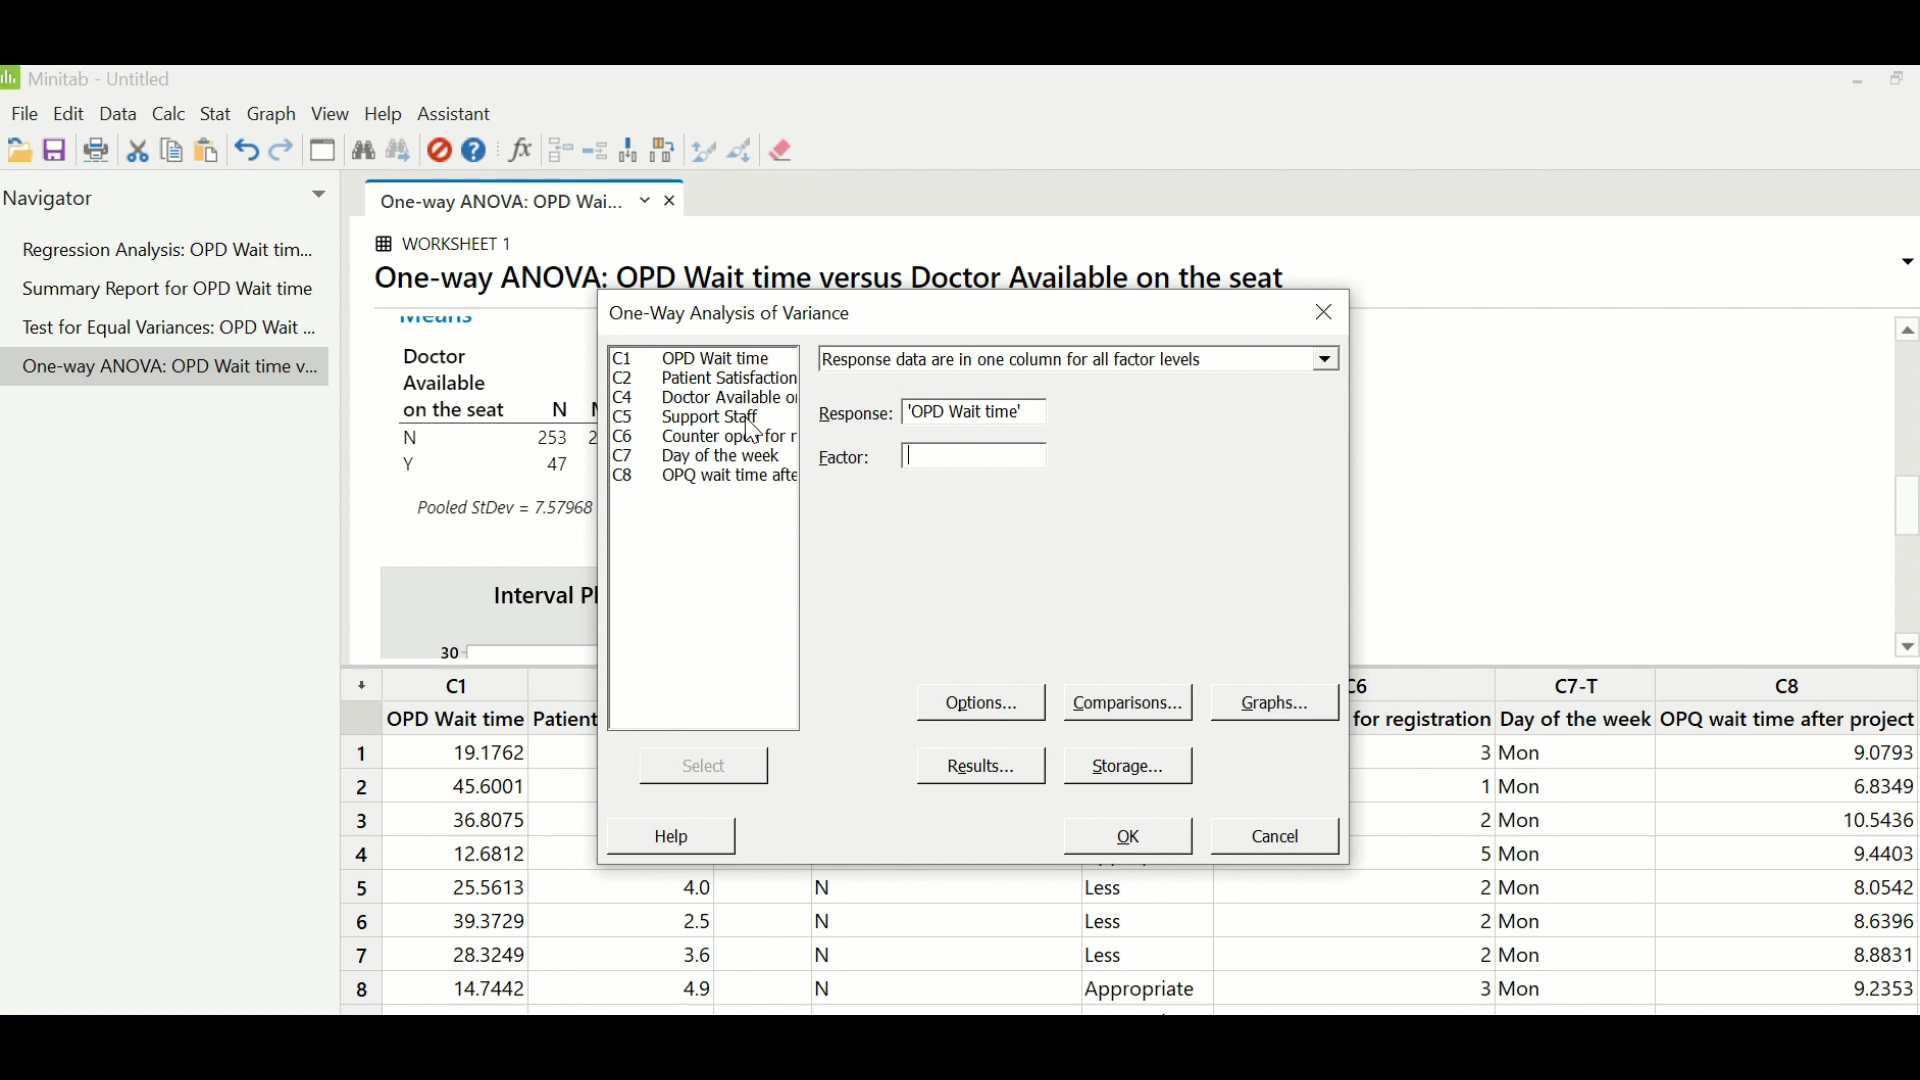 Minitab - Untitled
File Edit Data Calc Stat Graph View Help Assistant
fx
Navigator
Regression Analysis: OPD Wait tim...
Summary Report for OPD Wait time
Test for Equal Variances: OPD Wait ...
One-way ANOVA: OPD Wait time v...
One-way ANOVA: OPD Wai...
WORKSHEET 1
One-way ANOVA: OPD Wait time versus Doctor Available on the seat
Means
Doctor
Available
on the seat N
N 253 2
Y 47
Pooled StDev = 7.57968
Interval Pl
30
One-Way Analysis of Variance
C1 OPD Wait time
C2 Patient Satisfaction
C4 Doctor Available o
C5 Support Staff
C6 Counter open for r
C7 Day of the week
C8 OPQ wait time afte
Response data are in one column for all factor levels
Response: 'OPD Wait time'
Factor:
Options... Comparisons... Graphs...
Select Results... Storage...
Help OK Cancel
C1 C6 C7-T C8
OPD Wait time Patient for registration Day of the week OPQ wait time after project
1 19.1762 3 Mon 9.0793
2 45.6001 1 Mon 6.8349
3 36.8075 2 Mon 10.5436
4 12.6812 5 Mon 9.4403
5 25.5613 4.0 N Less 2 Mon 8.0542
6 39.3729 2.5 N Less 2 Mon 8.6396
7 28.3249 3.6 N Less 2 Mon 8.8831
8 14.7442 4.9 N Appropriate 3 Mon 9.2353